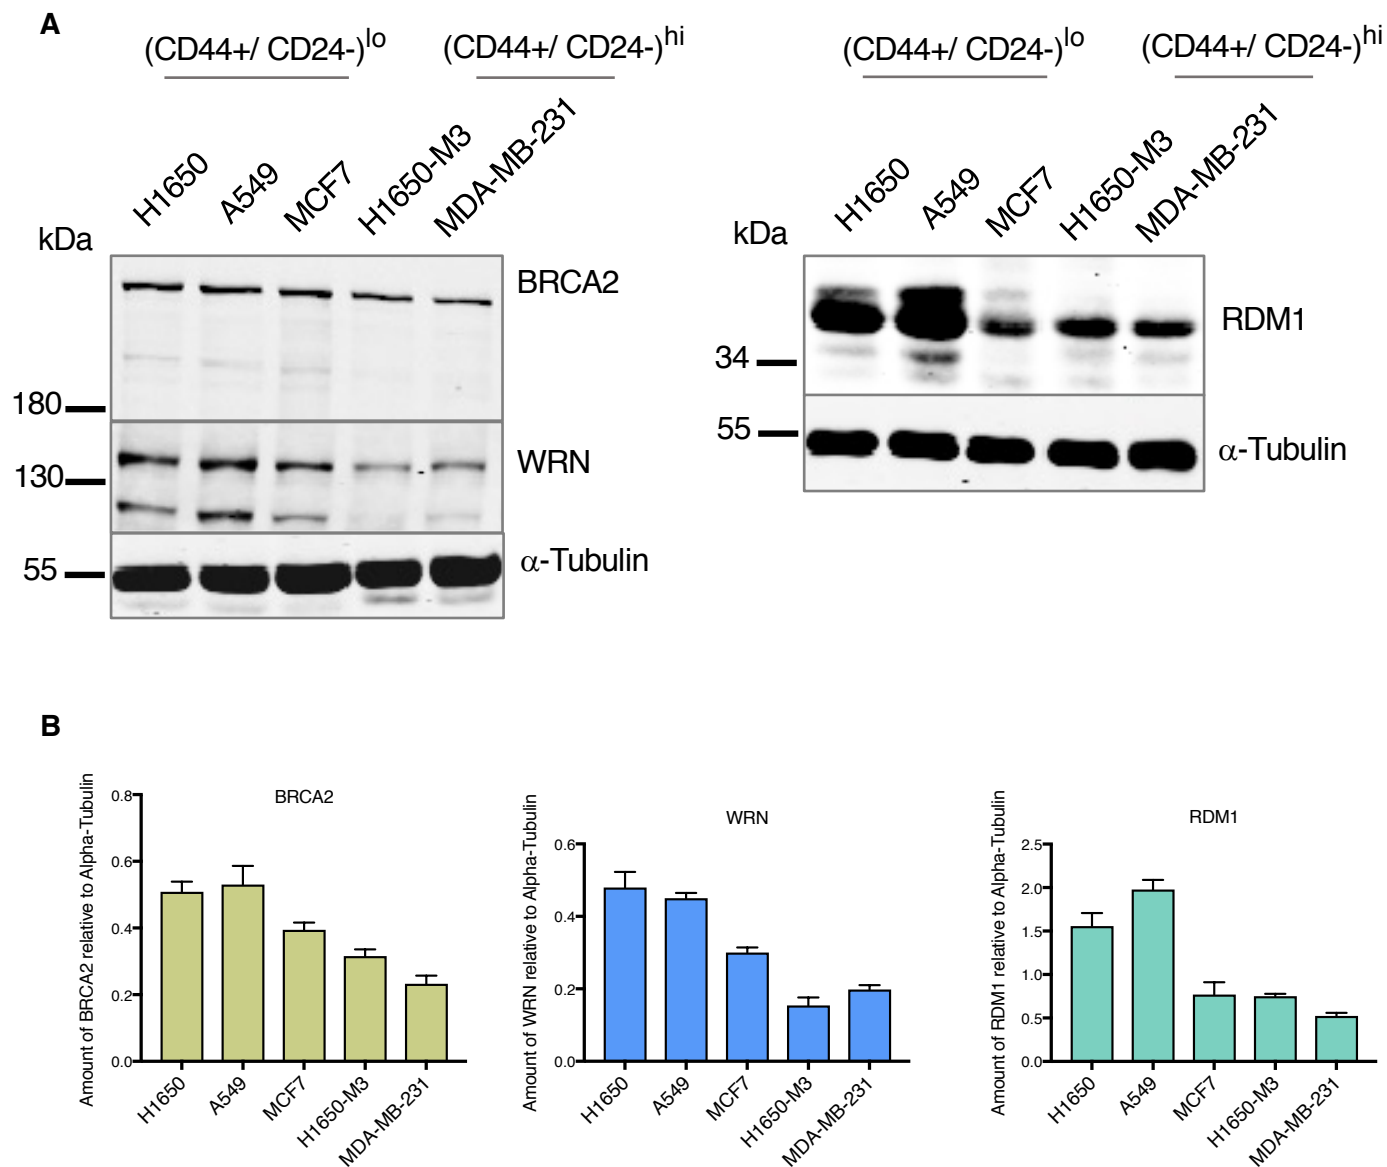 A
(CD44+/ CD24-)lo (CD44+/ CD24-)hi (CD44+/ CD24-)lo (CD44+/ CD24-)hi
H1650 A549 MCF7 H1650-M3 MDA-MB-231
kDa
BRCA2
180
WRN
130
55
α-Tubulin
H1650 A549 MCF7 H1650-M3 MDA-MB-231
kDa
RDM1
34
55
α-Tubulin
B
BRCA2
Amount of BRCA2 relative to Alpha-Tubulin
0.8
0.6
0.4
0.2
0.0
H1650 A549 MCF7 H1650-M3 MDA-MB-231
WRN
Amount of WRN relative to Alpha-Tubulin
0.6
0.4
0.2
0.0
H1650 A549 MCF7 H1650-M3 MDA-MB-231
RDM1
Amount of RDM1 relative to Alpha-Tubulin
2.5
2.0
1.5
1.0
0.5
0.0
H1650 A549 MCF7 H1650-M3 MDA-MB-231